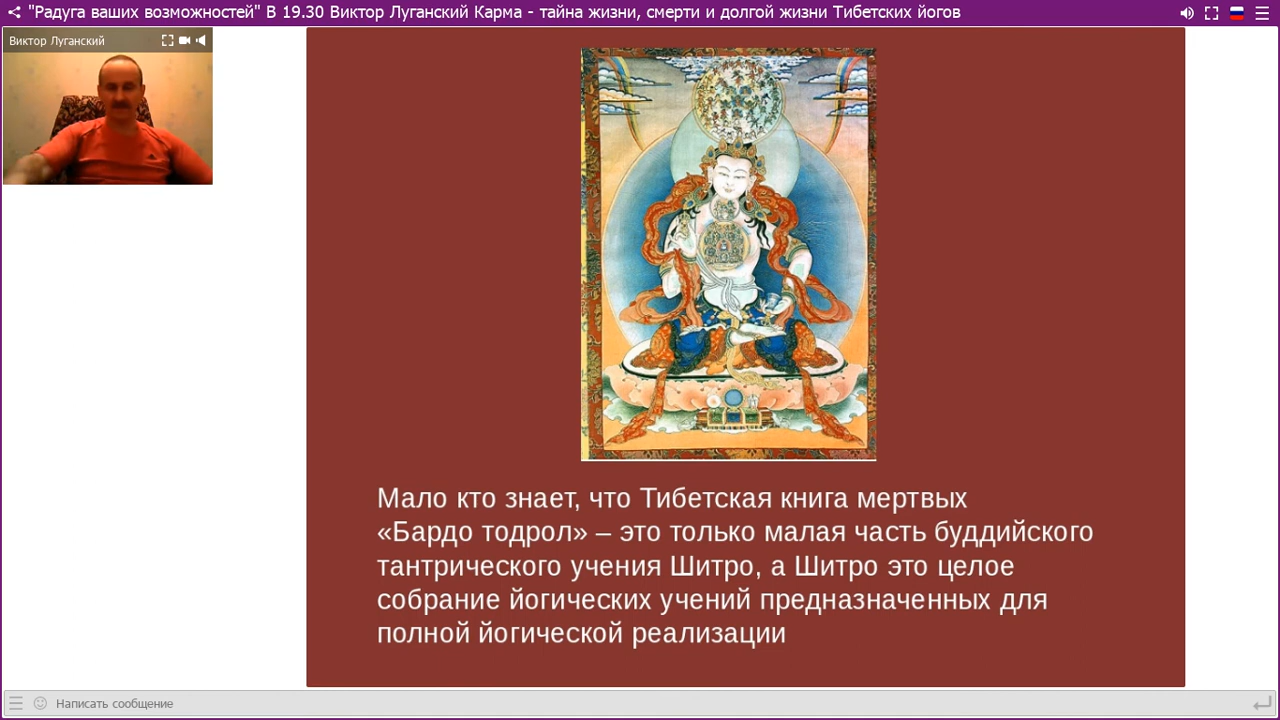 "Радуга ваших возможностей" В 19.30 Виктор Луганский Карма - тайна жизни, смерти и долгой жизни Тибетских йогов
Виктор Луганский
Мало кто знает, что Тибетская книга мертвых
«Бардо тодрол» – это только малая часть буддийского
тантрического учения Шитро, а Шитро это целое
собрание йогических учений предназначенных для
полной йогической реализации
Написать сообщение